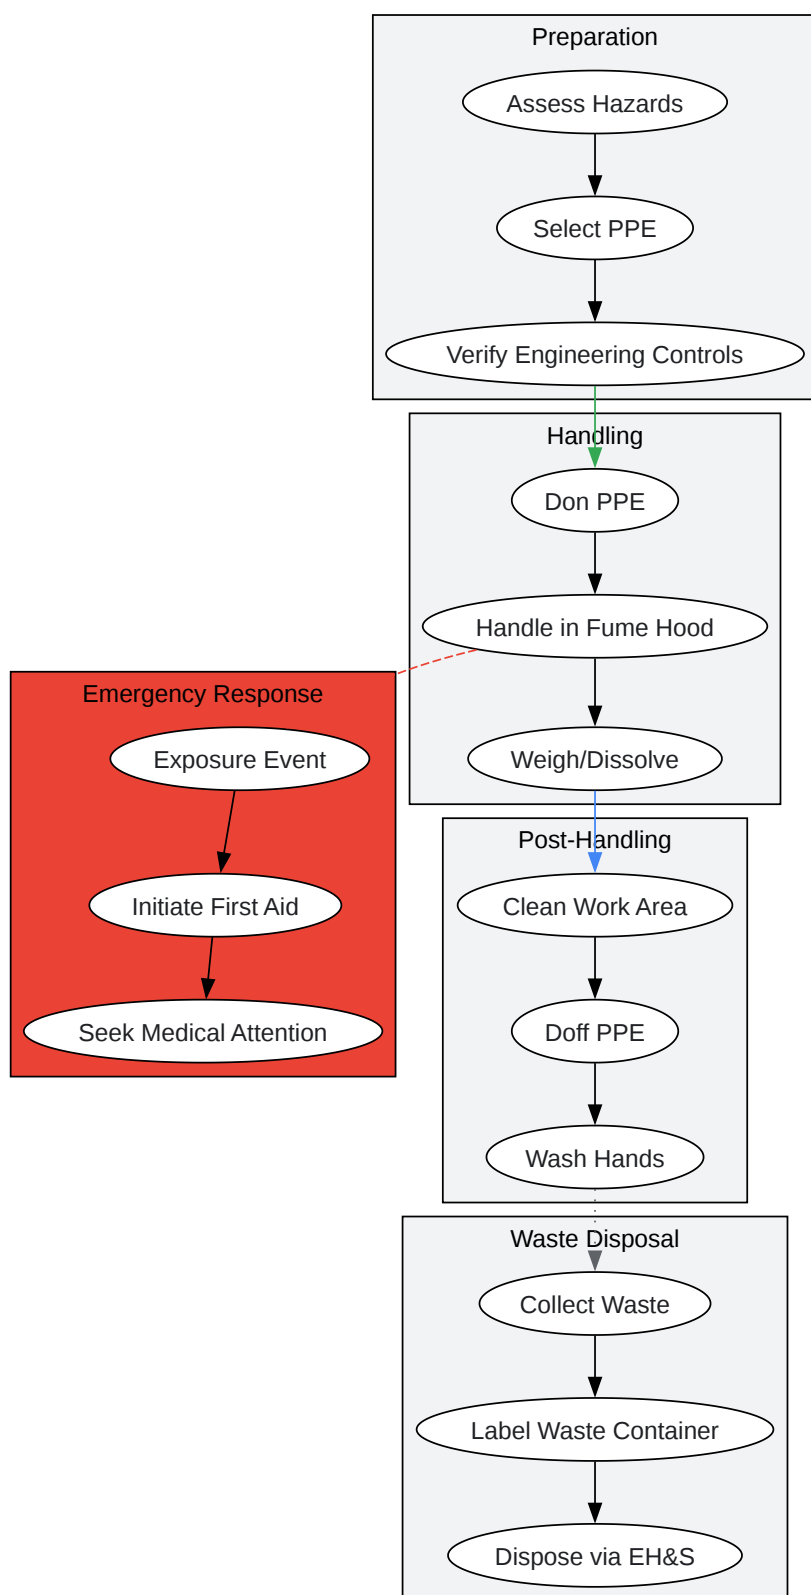 Preparation
Assess Hazards
Select PPE
Verify Engineering Controls
Handling
Don PPE
Handle in Fume Hood
Weigh/Dissolve
Emergency Response
Exposure Event
Initiate First Aid
Seek Medical Attention
Post-Handling
Clean Work Area
Doff PPE
Wash Hands
Waste Disposal
Collect Waste
Label Waste Container
Dispose via EH&S